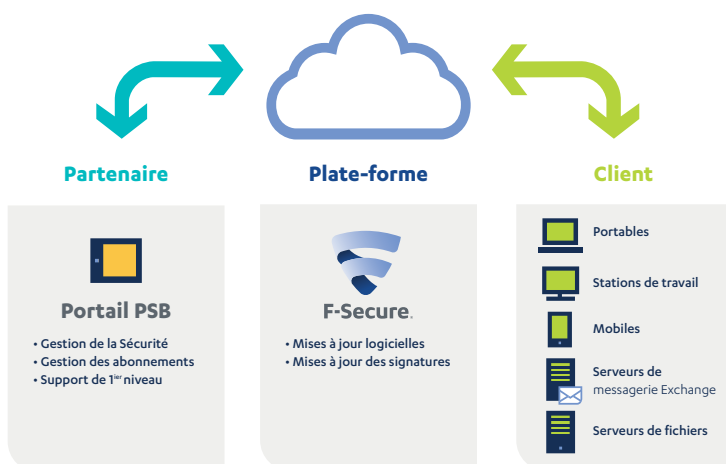 Partenaire
Plate-forme
Client
Portail PSB
• Gestion de la Sécurité
• Gestion des abonnements
• Support de 1ier niveau
F-Secure.
• Mises à jour logicielles
• Mises à jour des signatures
Portables
Stations de travail
Mobiles
Serveurs de
messagerie Exchange
Serveurs de fichiers